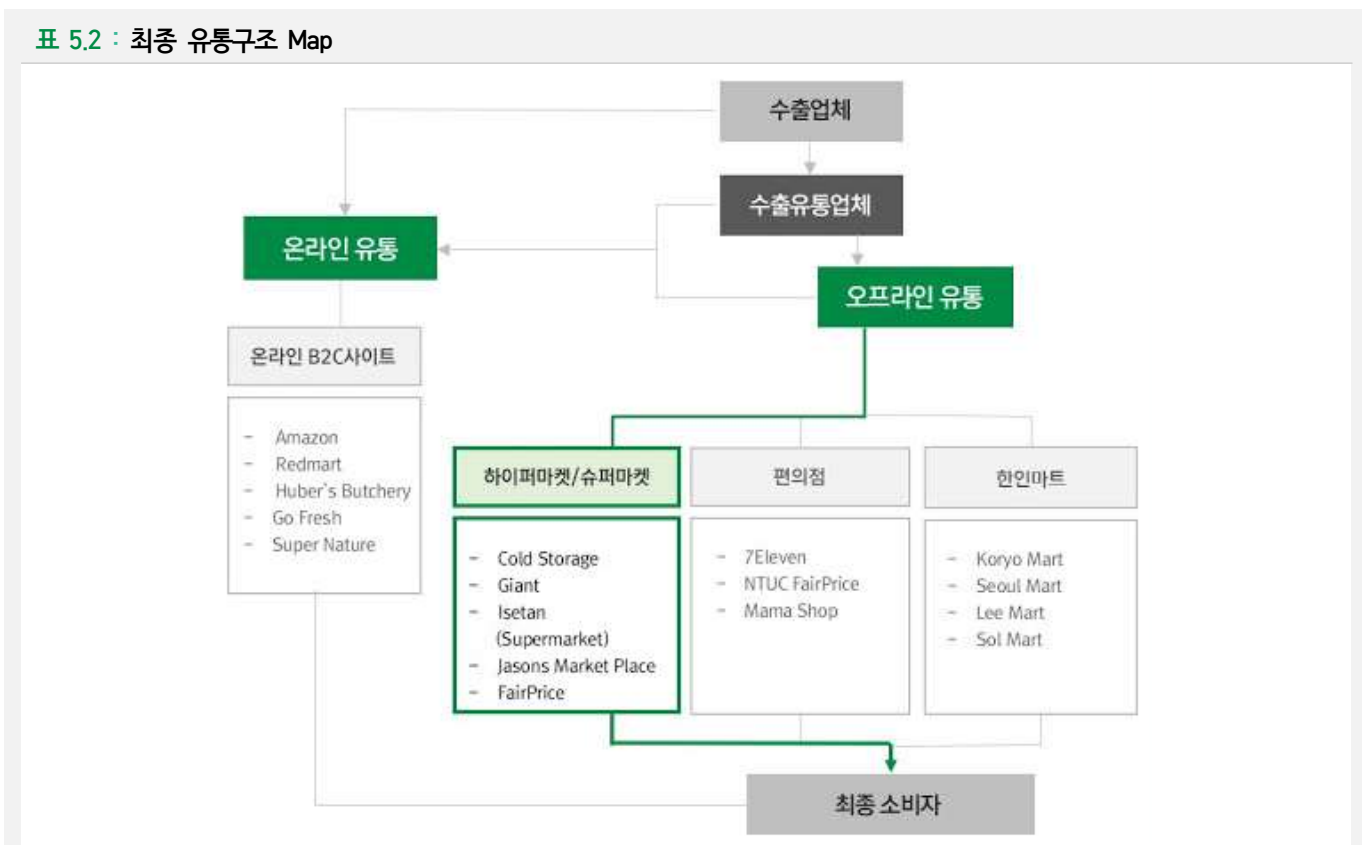 표 5.2 : 최종 유통구조 Map
수출업체
수출유통업체
온라인 유통
오프라인 유통
온라인 B2C사이트
- Amazon
- Redmart
- Huber's Butchery
- Go Fresh
- Super Nature
하이퍼마켓/슈퍼마켓
- Cold Storage
- Giant
- Isetan
(Supermarket)
- Jasons Market Place
- FairPrice
편의점
- 7Eleven
- NTUC FairPrice
- Mama Shop
한인마트
- Koryo Mart
- Seoul Mart
- Lee Mart
- Sol Mart
최종 소비자